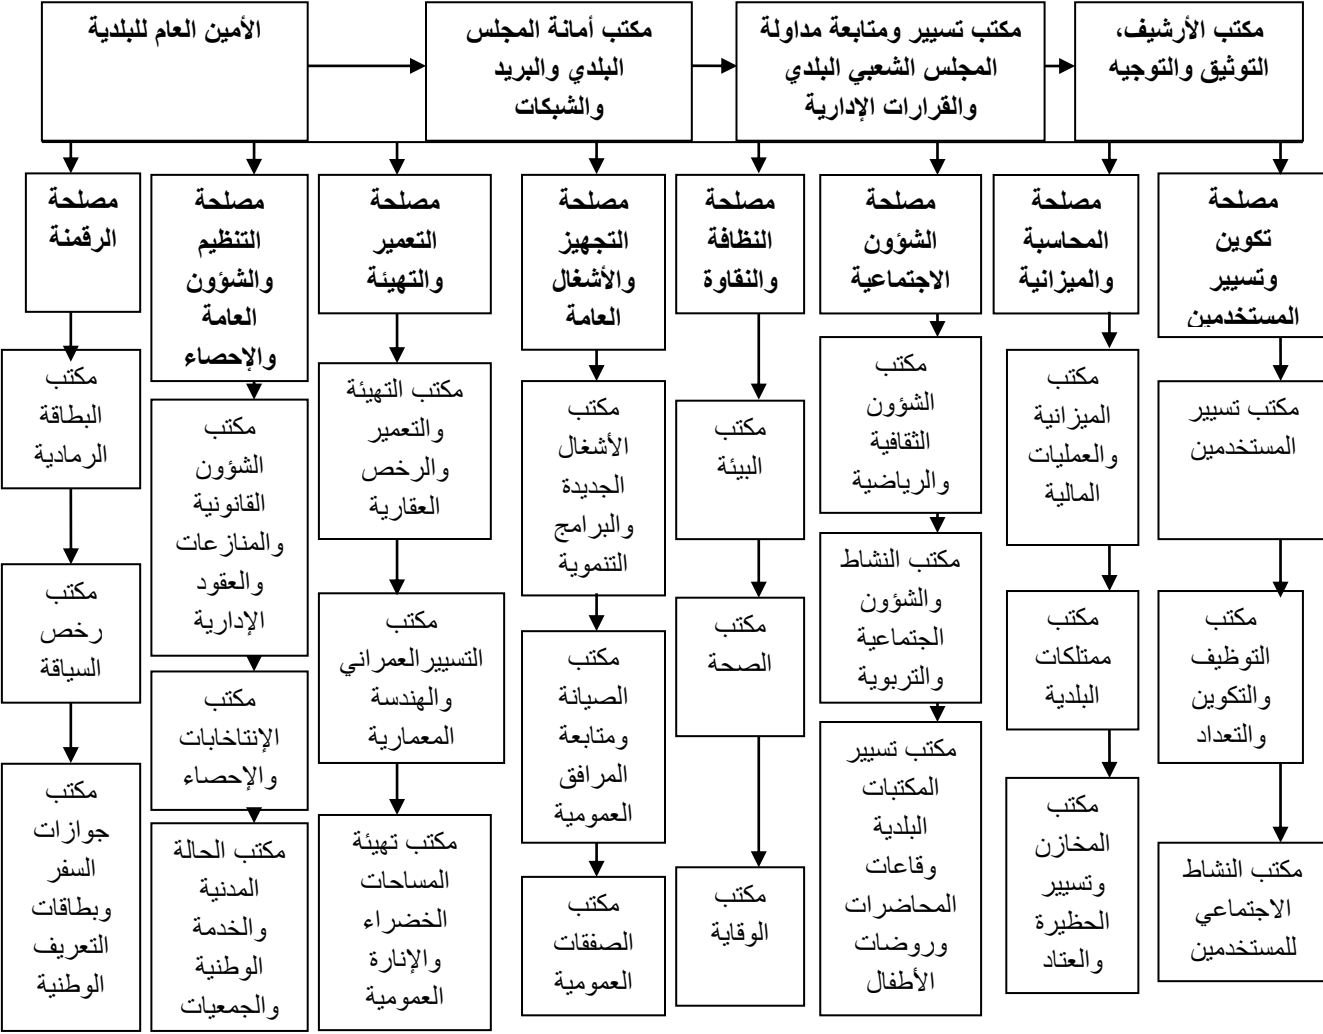 الأمين العام للبلدية
مكتب أمانة المجلس
البلدي والبريد
والشبكات
مكتب تسيير ومتابعة مداولة
المجلس الشعبي البلدي
والقرارات الإدارية
مكتب الأرشيف،
التوثيق والتوجيه
مصلحة
تكوين
وتسيير
المستخدمين
مكتب تسيير
المستخدمين
مكتب
التوظيف
والتكوين
والتعداد
مكتب النشاط
الاجتماعي
للمستخدمين
مصلحة
المحاسبة
والميزانية
مكتب
الميزانية
والعمليات
المالية
مكتب
ممتلكات
البلدية
مكتب
المخازن
وتسيير
الحظيرة
والعتاد
مصلحة
الشؤون
الاجتماعية
مكتب
الشؤون
الثقافية
والرياضية
مكتب النشاط
والشؤون
الجتماعية
والتربوية
مكتب تسيير
المكتبات
البلدية
وقاعات
المحاضرات
وروضات
الأطفال
مصلحة
النظافة
والنقاوة
مكتب
البيئة
مكتب
الصحة
مكتب
الوقاية
مصلحة
التجهيز
والأشغال
العامة
مكتب
الأشغال
الجديدة
والبرامج
التنموية
مكتب
الصيانة
ومتابعة
المرافق
العمومية
مكتب
الصفقات
العمومية
مصلحة
التعمير
والتهيئة
مكتب التهيئة
والتعمير
والرخص
العقارية
مكتب
التسيير العمراني
والهندسة
المعمارية
مكتب تهيئة
المساحات
الخضراء
والإنارة
العمومية
مصلحة
التنظيم
والشؤون
العامة
والإحصاء
مكتب
الشؤون
القانونية
والمنازعات
والعقود
الإدارية
مكتب
الإنتاخابات
والإحصاء
مكتب الحالة
المدنية
والخدمة
الوطنية
والجمعيات
مصلحة
الرقمنة
مكتب
البطاقة
الرمادية
مكتب
رخص
السياقة
مكتب
جوازات
السفر
وبطاقات
التعريف
الوطنية